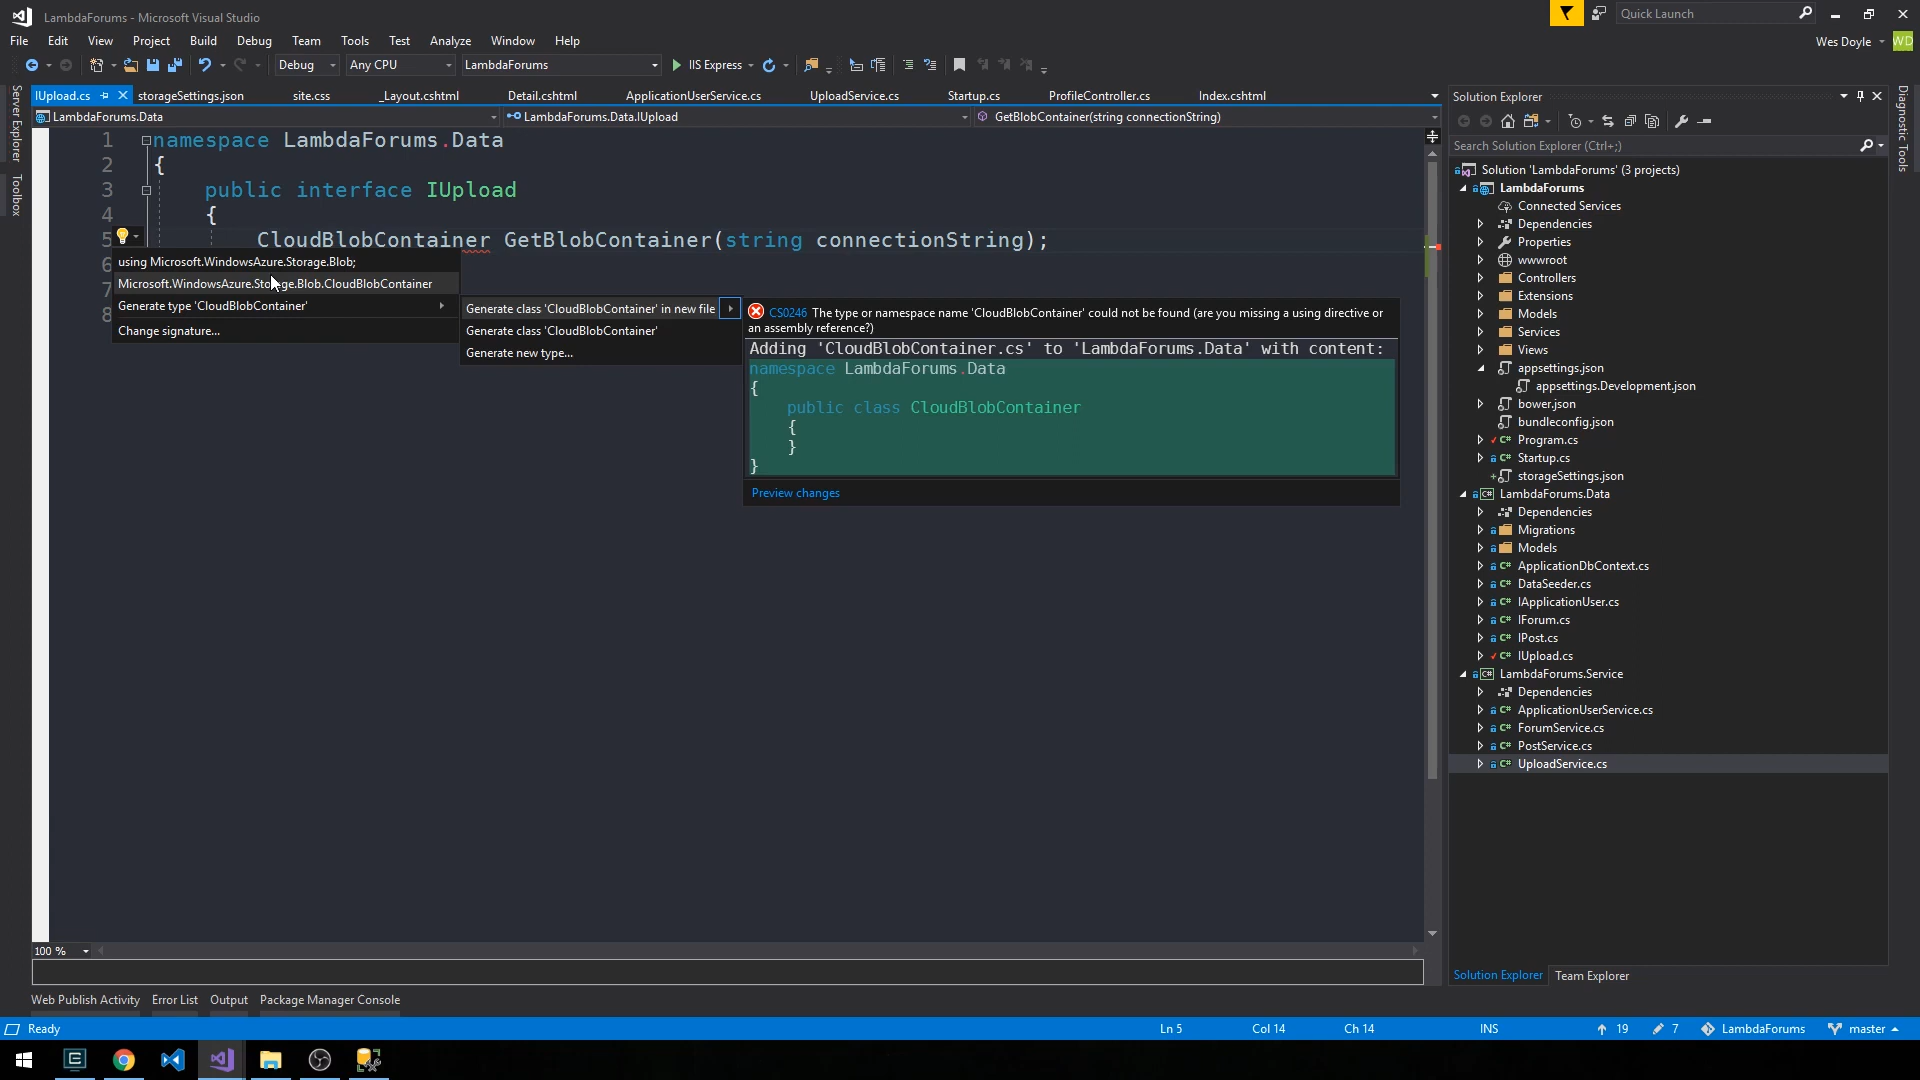 LambdaForums - Microsoft Visual Studio
Quick Launch
File Edit View Project Build Debug Team Tools Test Analyze Window Help
Wes Doyle WD
Debug Any CPU LambdaForums IIS Express
Server Explorer
Toolbox
IUpload.cs storageSettings.json site.css _Layout.cshtml Detail.cshtml ApplicationUserService.cs UploadService.cs Startup.cs ProfileController.cs Index.cshtml
LambdaForums.Data LambdaForums.Data.IUpload GetBlobContainer(string connectionString)
1 namespace LambdaForums.Data
2 {
3 public interface IUpload
4 {
5 CloudBlobContainer GetBlobContainer(string connectionString);
6
7
8
using Microsoft.WindowsAzure.Storage.Blob;
Microsoft.WindowsAzure.Storage.Blob.CloudBlobContainer
Generate type 'CloudBlobContainer'
Change signature...
Generate class 'CloudBlobContainer' in new file
Generate class 'CloudBlobContainer'
Generate new type...
CS0246 The type or namespace name 'CloudBlobContainer' could not be found (are you missing a using directive or
an assembly reference?)
Adding 'CloudBlobContainer.cs' to 'LambdaForums.Data' with content:
namespace LambdaForums.Data
{
public class CloudBlobContainer
{
}
}
Preview changes
100 %
Web Publish Activity Error List Output Package Manager Console
Solution Explorer
Search Solution Explorer (Ctrl+;)
Solution 'LambdaForums' (3 projects)
LambdaForums
Connected Services
Dependencies
Properties
wwwroot
Controllers
Extensions
Models
Services
Views
appsettings.json
appsettings.Development.json
bower.json
bundleconfig.json
C# Program.cs
C# Startup.cs
storageSettings.json
C# LambdaForums.Data
Dependencies
Migrations
Models
C# ApplicationDbContext.cs
C# DataSeeder.cs
C# IApplicationUser.cs
C# IForum.cs
C# IPost.cs
C# IUpload.cs
C# LambdaForums.Service
Dependencies
C# ApplicationUserService.cs
C# ForumService.cs
C# PostService.cs
C# UploadService.cs
Solution Explorer Team Explorer
Diagnostic Tools
Ready Ln 5 Col 14 Ch 14 INS 19 7 LambdaForums master